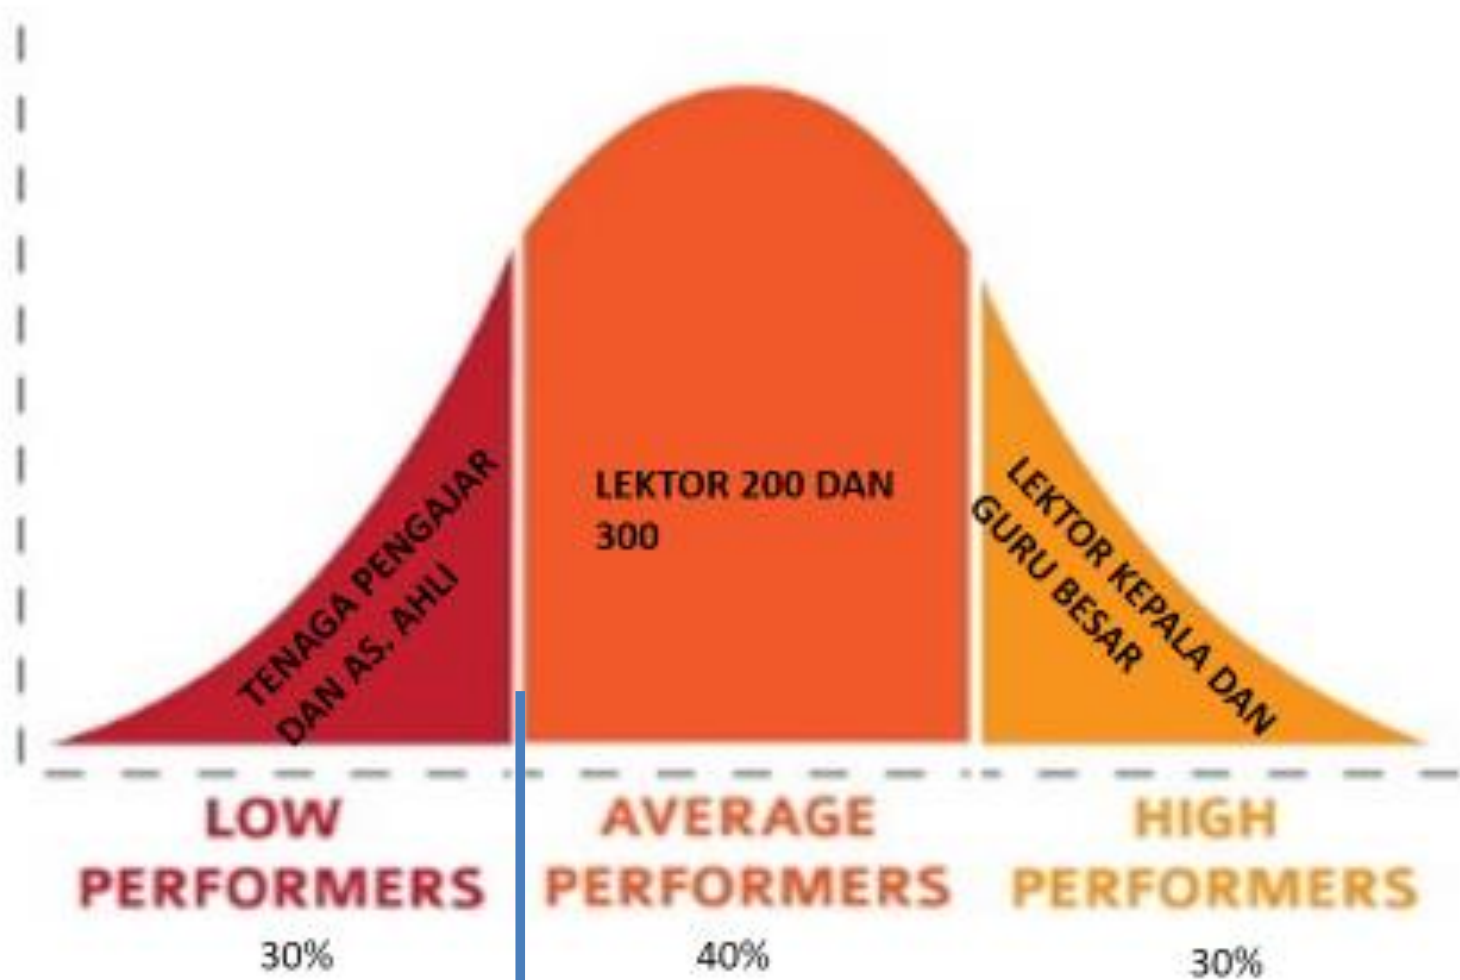 TENAGA PENGAJAR
DAN AS. AHLI
LEKTOR 200 DAN
300
LEKTOR KEPALA DAN
GURU BESAR
LOW
PERFORMERS
30%
AVERAGE
PERFORMERS
40%
HIGH
PERFORMERS
30%